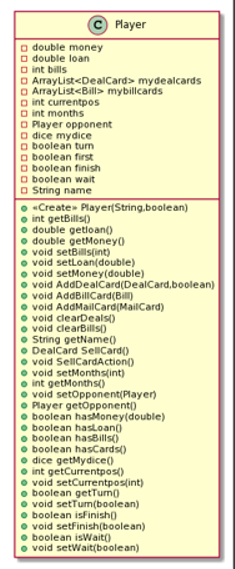 C Player
double money
double loan
int bills
ArrayList<DealCard> mydealcards
ArrayList<Bill> mybillcards
int currentpos
int months
Player opponent
dice mydice
boolean turn
boolean first
boolean finish
boolean wait
String name
«Create» Player(String,boolean)
int getBills()
double getloan()
double getMoney()
void setBills(int)
void setLoan(double)
void setMoney(double)
void AddDealCard(DealCard,boolean)
void AddBillCard(Bill)
void AddMailCard(MailCard)
void clearDeals()
void clearBills()
String getName()
DealCard SellCard()
void SellCardAction()
void setMonths(int)
int getMonths()
void setOpponent(Player)
Player getOpponent()
boolean hasMoney(double)
boolean hasLoan()
boolean hasBills()
boolean hasCards()
dice getMydice()
int getCurrentpos()
void setCurrentpos(int)
boolean getTurn()
void setTurn(boolean)
boolean isFinish()
void setFinish(boolean)
boolean isWait()
void setWait(boolean)